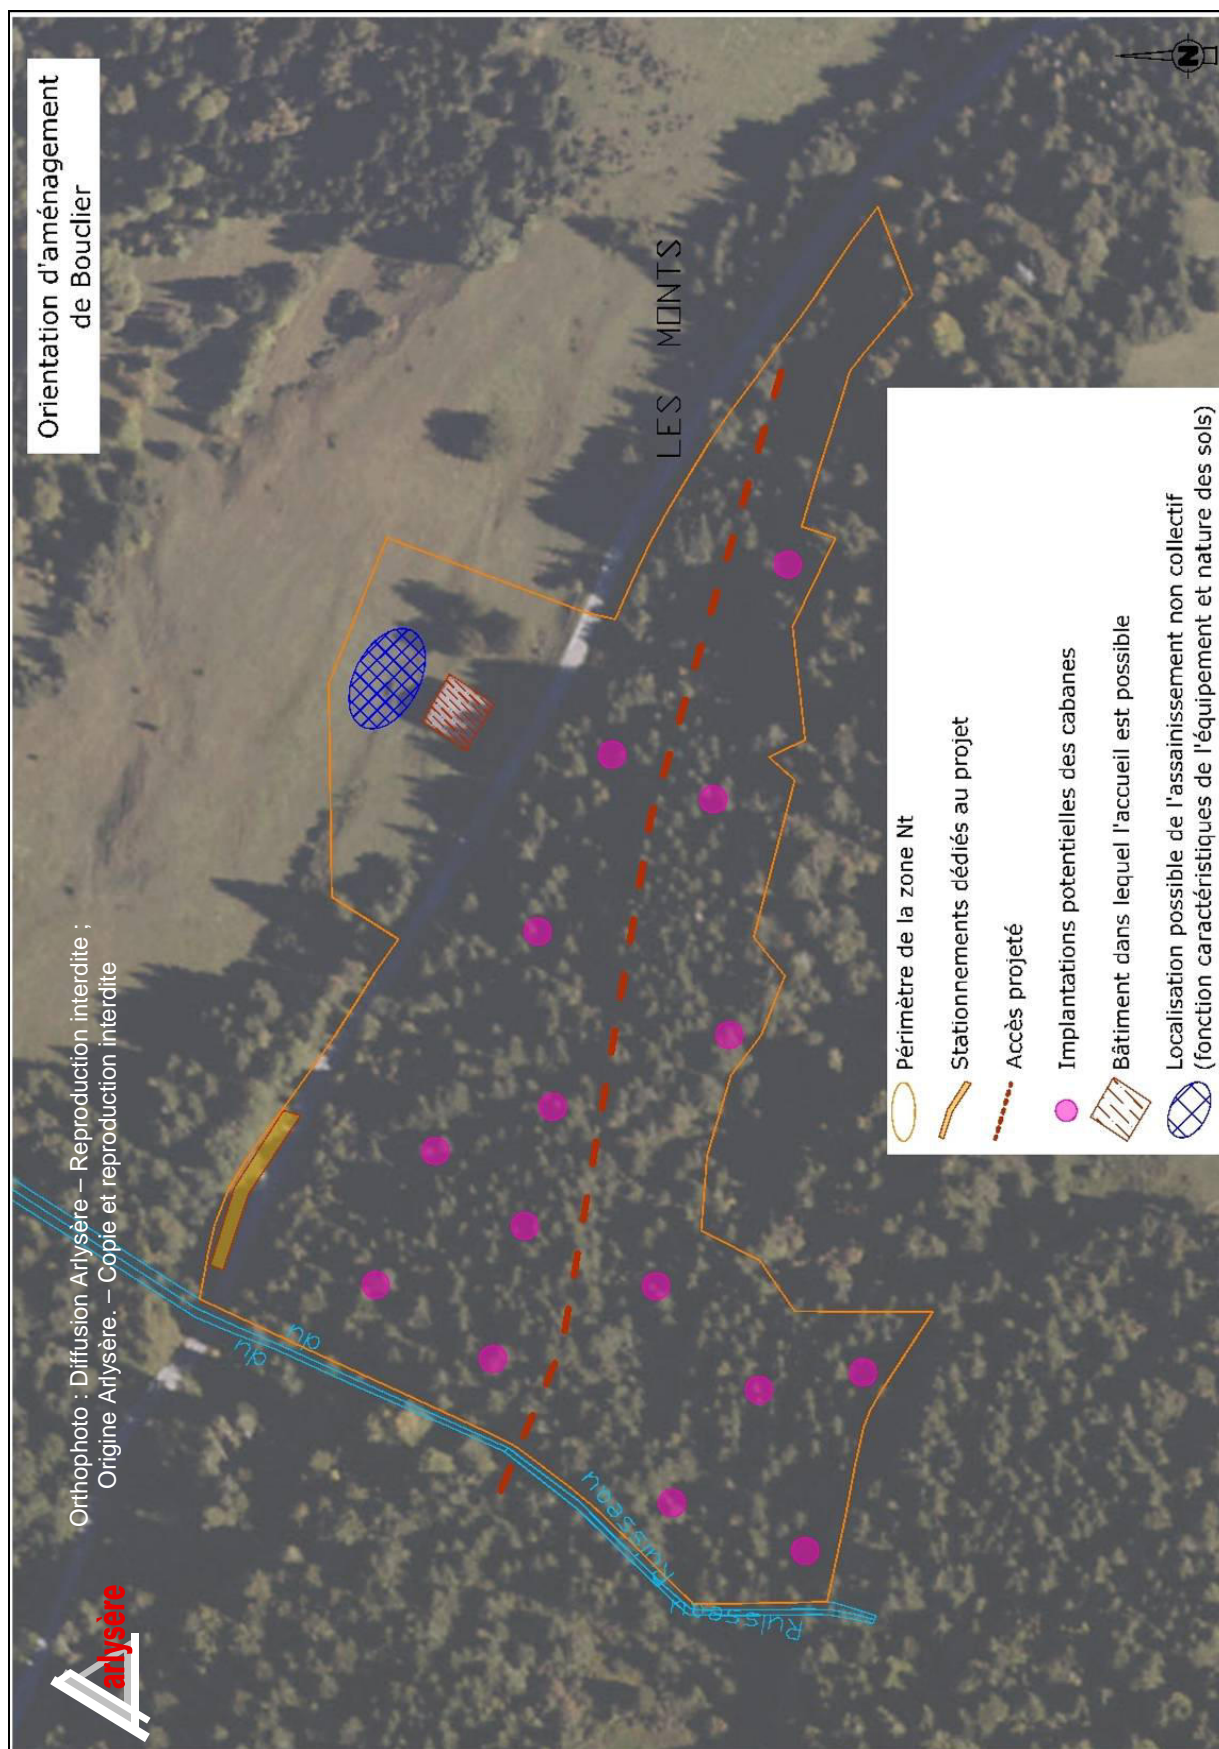 Orientation d'aménagement
de Bouclier
Orthophoto : Diffusion Arlysère – Reproduction interdite ;
Origine Arlysère. – Copie et reproduction interdite
arlysère
LES MONTS
N
du
du
Ruisseau
Ruisseau
Périmètre de la zone Nt
Stationnements dédiés au projet
Accès projeté
Implantations potentielles des cabanes
Bâtiment dans lequel l'accueil est possible
Localisation possible de l'assainissement non collectif
(fonction caractéristiques de l'équipement et nature des sols)